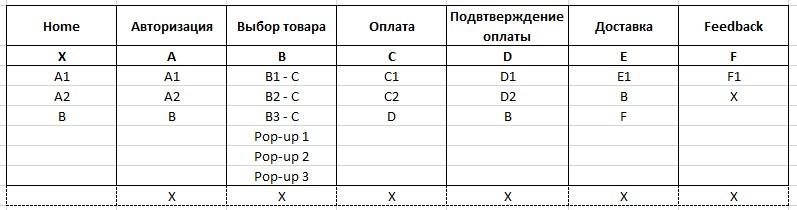 Home Авторизация Выбор товара Оплата Подвтверждение оплаты Доставка Feedback
X A B C D E F
A1 A1 B1 - C C1 D1 E1 F1
A2 A2 B2 - C C2 D2 B X
B B B3 - C D B F
Pop-up 1
Pop-up 2
Pop-up 3
X X X X X X